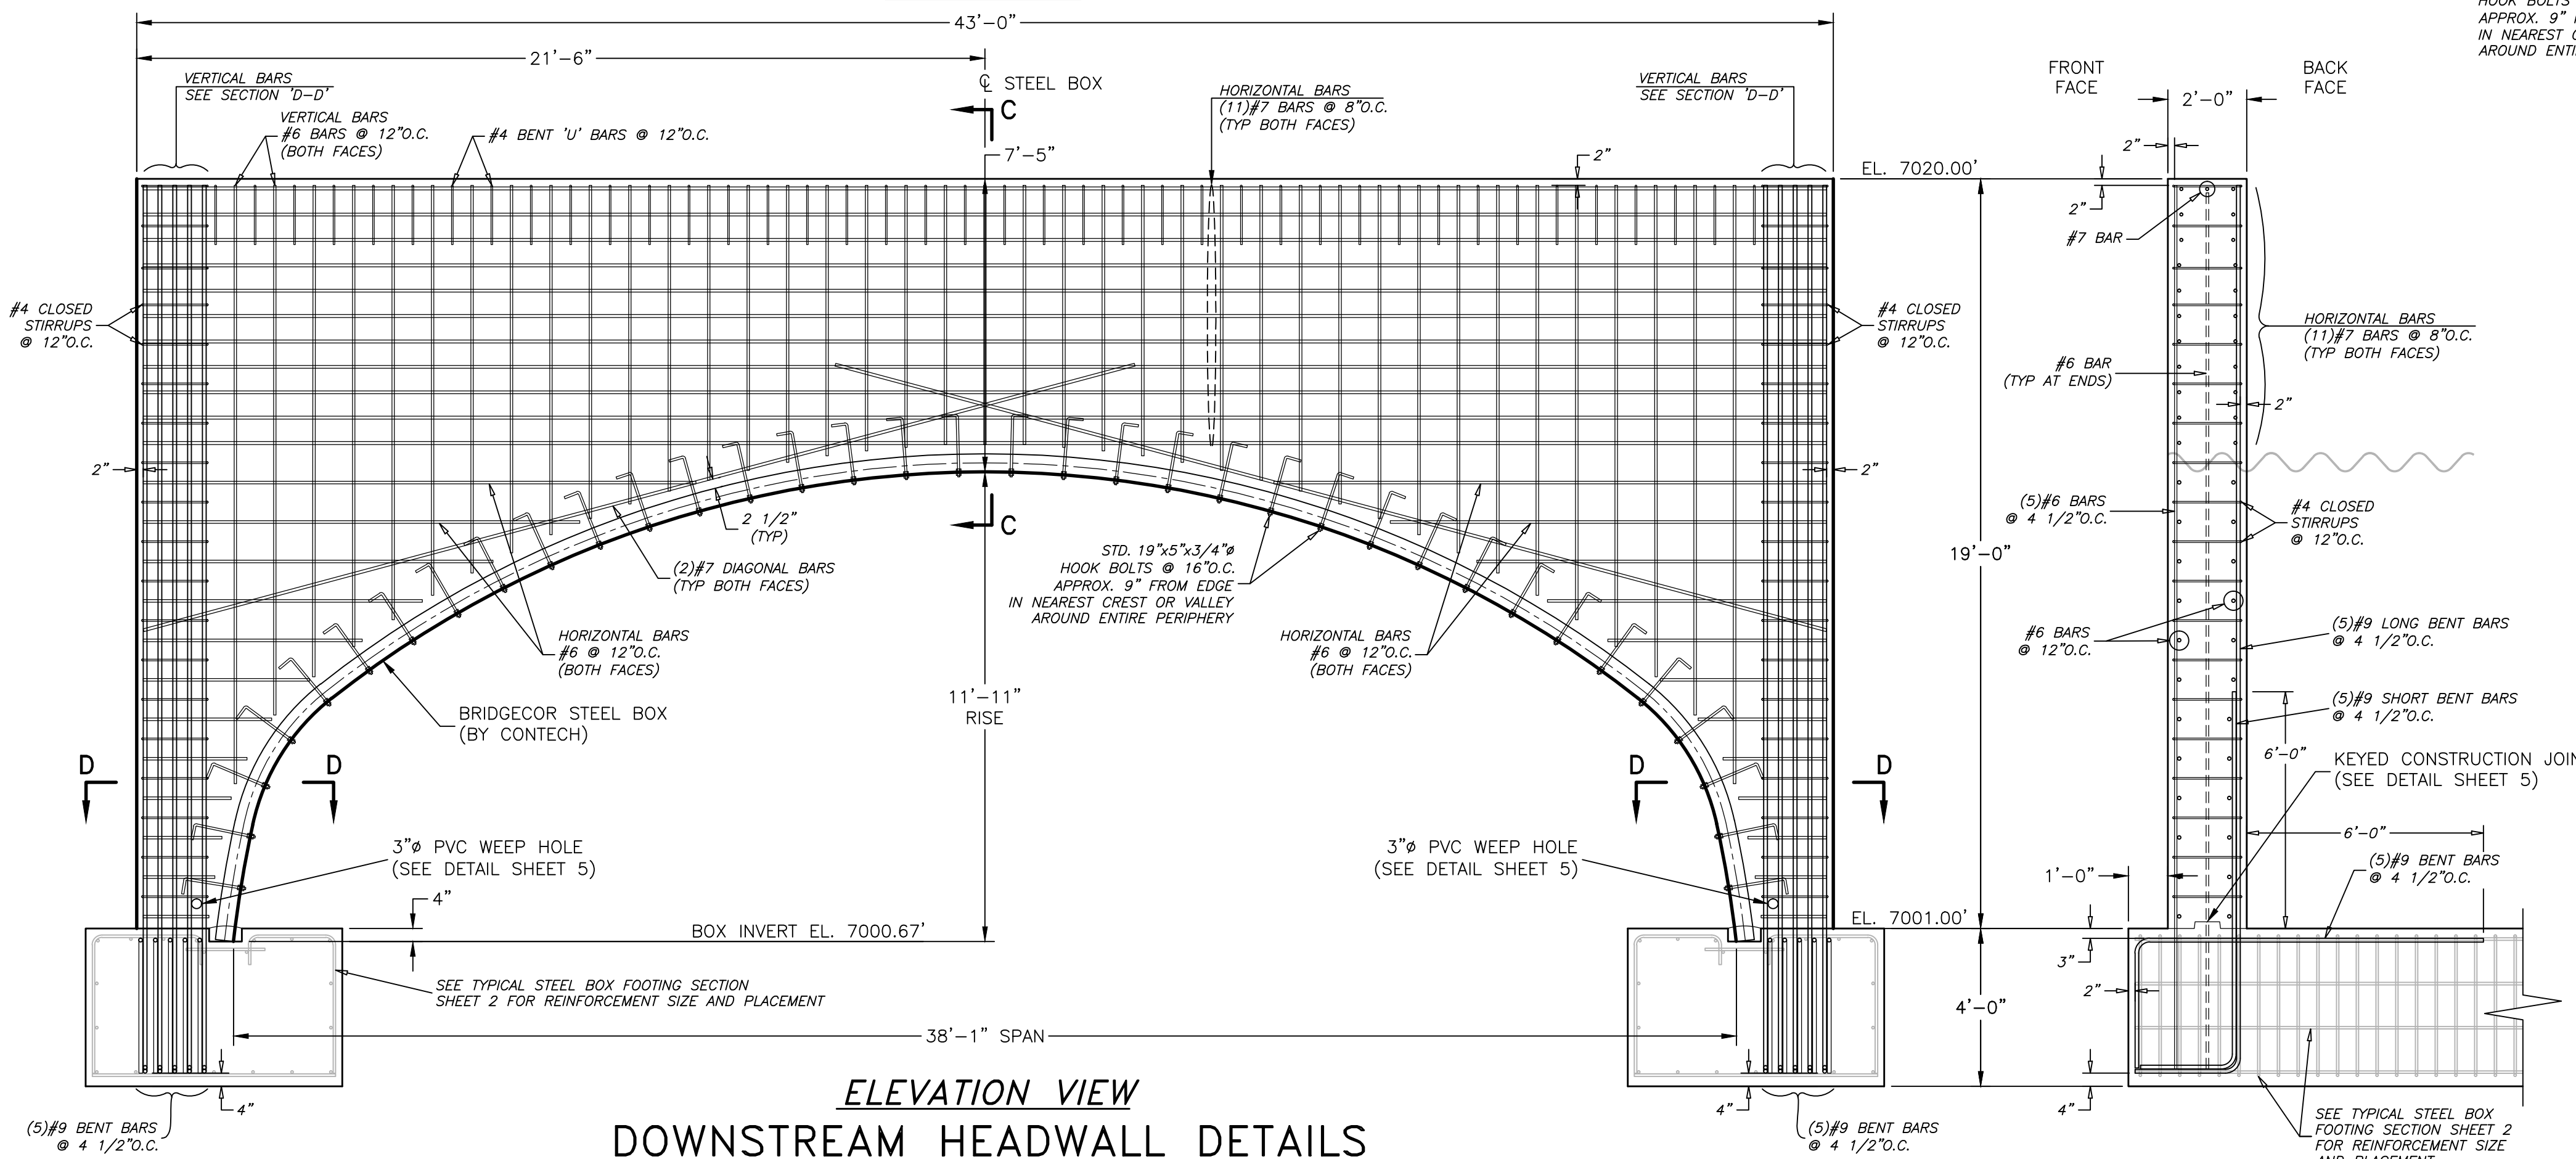 43'-0"
21'-6"
℄ STEEL BOX
VERTICAL BARS
SEE SECTION 'D-D'
VERTICAL BARS
#6 BARS @ 12"O.C.
(BOTH FACES)
#4 BENT 'U' BARS @ 12"O.C.
C
7'-5"
HORIZONTAL BARS
(11)#7 BARS @ 8"O.C.
(TYP BOTH FACES)
2"
VERTICAL BARS
SEE SECTION 'D-D'
EL. 7020.00'
#4 CLOSED
STIRRUPS
@ 12"O.C.
#4 CLOSED
STIRRUPS
@ 12"O.C.
2"
2"
2 1/2"
(TYP)
C
(2)#7 DIAGONAL BARS
(TYP BOTH FACES)
STD. 19"x5"x3/4"ø
HOOK BOLTS @ 16"O.C.
APPROX. 9" FROM EDGE
IN NEAREST CREST OR VALLEY
AROUND ENTIRE PERIPHERY
HORIZONTAL BARS
#6 @ 12"O.C.
(BOTH FACES)
HORIZONTAL BARS
#6 @ 12"O.C.
(BOTH FACES)
19'-0"
11'-11"
RISE
BRIDGECOR STEEL BOX
(BY CONTECH)
D
D
D
D
3"ø PVC WEEP HOLE
(SEE DETAIL SHEET 5)
3"ø PVC WEEP HOLE
(SEE DETAIL SHEET 5)
4"
BOX INVERT EL. 7000.67'
EL. 7001.00'
SEE TYPICAL STEEL BOX FOOTING SECTION
SHEET 2 FOR REINFORCEMENT SIZE AND PLACEMENT
38'-1" SPAN
4'-0"
4"
4"
(5)#9 BENT BARS
@ 4 1/2"O.C.
(5)#9 BENT BARS
@ 4 1/2"O.C.
ELEVATION VIEW
DOWNSTREAM HEADWALL DETAILS
HOOK BOLTS
APPROX. 9"
IN NEAREST
AROUND
FRONT
FACE
BACK
FACE
2'-0"
2"
2"
#7 BAR
HORIZONTAL BARS
(11)#7 BARS @ 8"O.C.
(TYP BOTH FACES)
#6 BAR
(TYP AT ENDS)
2"
(5)#6 BARS
@ 4 1/2"O.C.
#4 CLOSED
STIRRUPS
@ 12"O.C.
#6 BARS
@ 12"O.C.
(5)#9 LONG BENT BARS
@ 4 1/2"O.C.
(5)#9 SHORT BENT BARS
@ 4 1/2"O.C.
6'-0"
KEYED CONSTRUCTION
(SEE DETAIL SHEET 5)
6'-0"
(5)#9 BENT BARS
@ 4 1/2"O.C.
1'-0"
3"
2"
4"
SEE TYPICAL STEEL BOX
FOOTING SECTION SHEET 2
FOR REINFORCEMENT SIZE
AND PLACEMENT